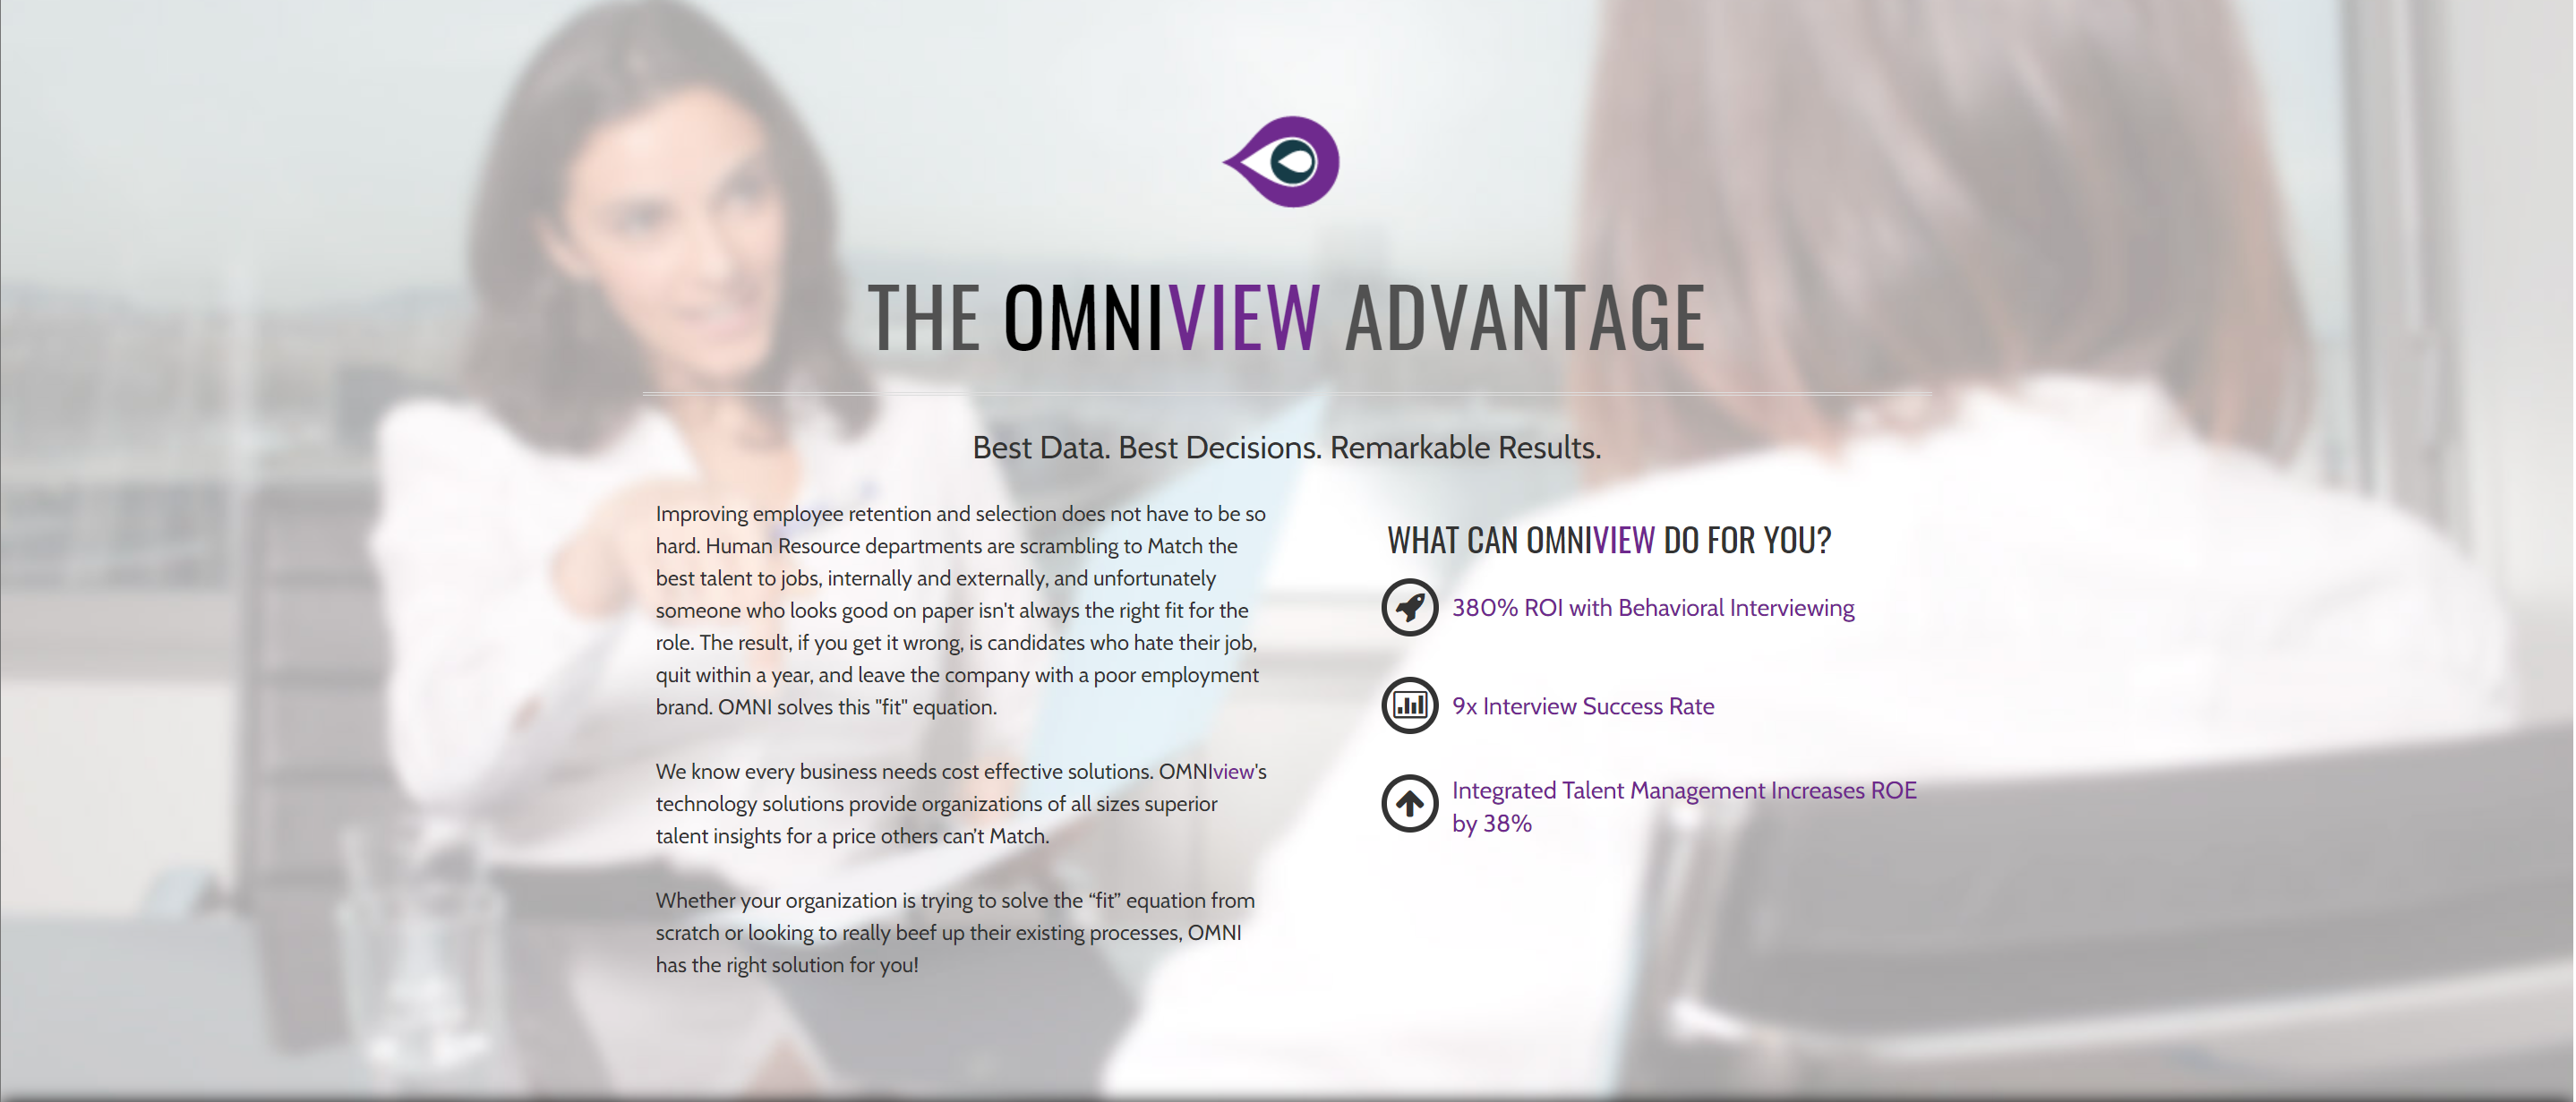 THE OMNIVIEW ADVANTAGE
Best Data. Best Decisions. Remarkable Results.
Improving employee retention and selection does not have to be so
hard. Human Resource departments are scrambling to Match the
best talent to jobs, internally and externally, and unfortunately
someone who looks good on paper isn't always the right fit for the
role. The result, if you get it wrong, is candidates who hate their job,
quit within a year, and leave the company with a poor employment
brand. OMNI solves this "fit" equation.
We know every business needs cost effective solutions. OMNIview's
technology solutions provide organizations of all sizes superior
talent insights for a price others can’t Match.
Whether your organization is trying to solve the “fit” equation from
scratch or looking to really beef up their existing processes, OMNI
has the right solution for you!
WHAT CAN OMNIVIEW DO FOR YOU?
380% ROI with Behavioral Interviewing
9x Interview Success Rate
Integrated Talent Management Increases ROE
by 38%